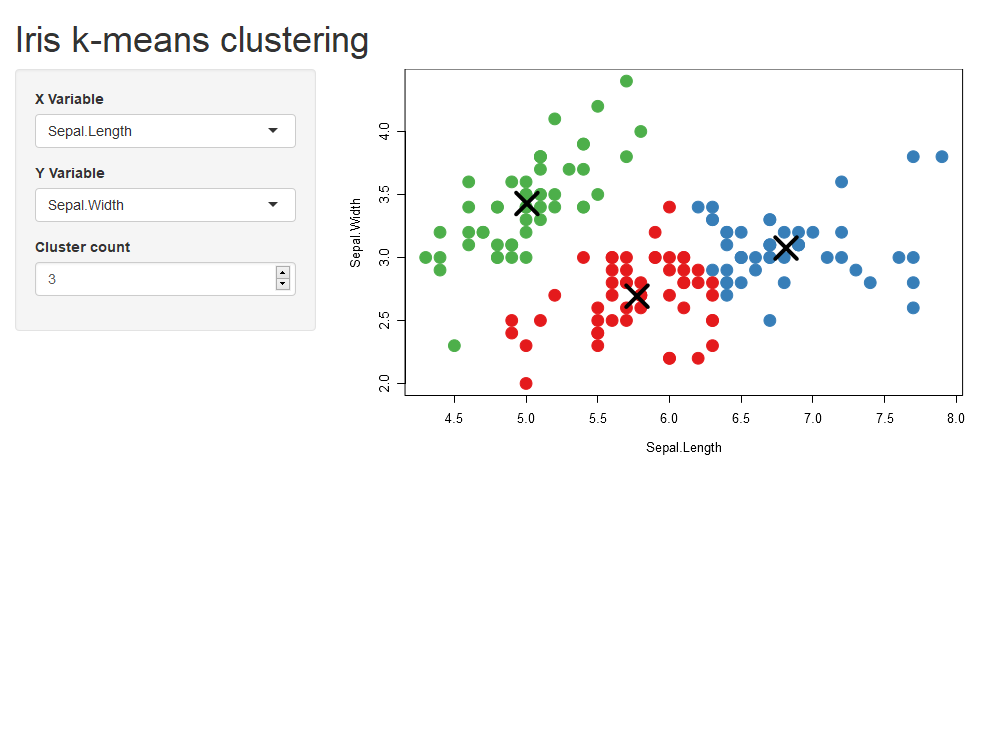 Iris k-means clustering
X Variable
Sepal.Length
Y Variable
Sepal.Width
Cluster count
3
Sepal.Width
4.0
3.5
3.0
2.5
2.0
4.5 5.0 5.5 6.0 6.5 7.0 7.5 8.0
Sepal.Length